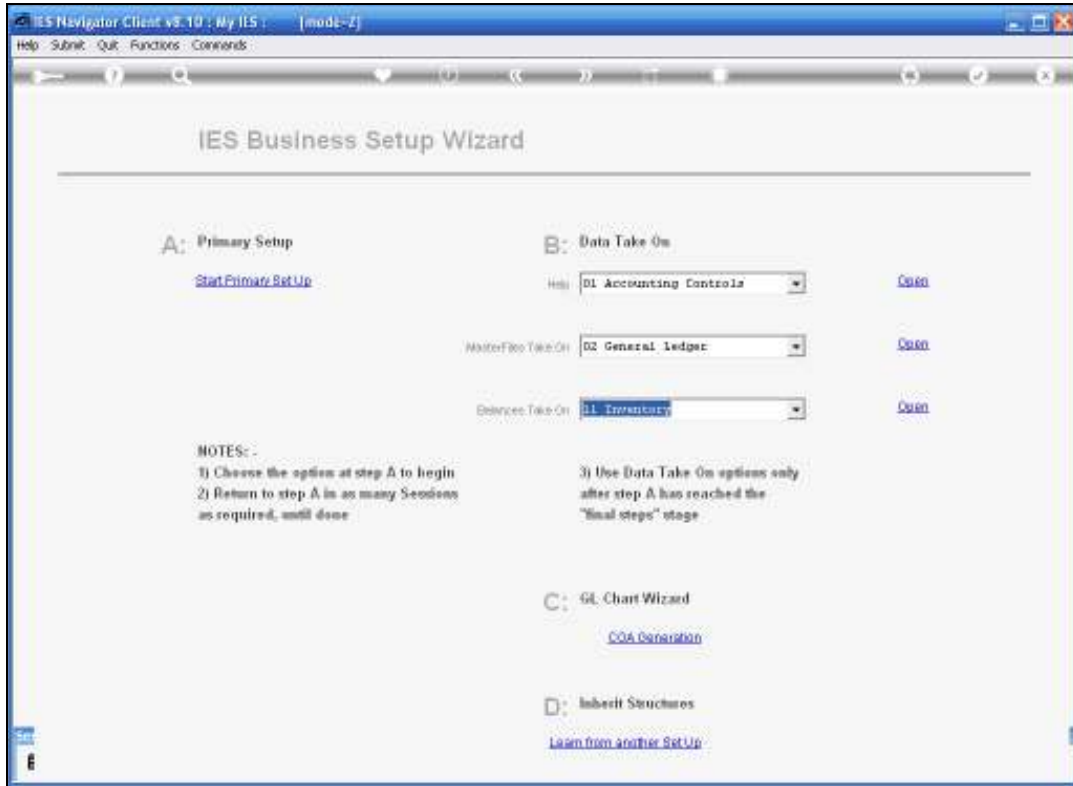 IES Navigator Client v8.10 : My IES : [mode=2]
Help Submit Quit Functions Commands
IES Business Setup Wizard
A: Primary Setup
Start Primary Set Up
B: Data Take On
Help 01 Accounting Controls Open
MasterFiles Take On 02 General ledger Open
Balances Take On 11 Inventory Open
NOTES: -
1) Choose the option at step A to begin
2) Return to step A in as many Sessions
as required, until done
3) Use Data Take On options only
after step A has reached the
"final steps" stage
C: GL Chart Wizard
COA Generation
D: Inherit Structures
Learn from another Set Up